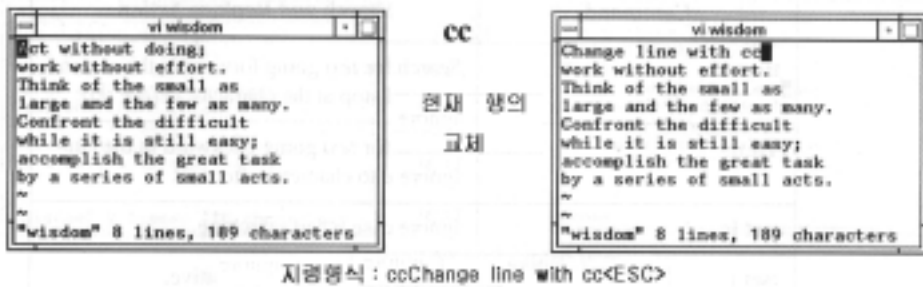 vi wisdom
Act without doing;
work without effort.
Think of the small as
large and the few as many.
Confront the difficult
while it is still easy;
accomplish the great task
by a series of small acts.
~
~
"wisdom" 8 lines, 189 characters
cc
현재 행의
교체
vi wisdom
Change line with cc
work without effort.
Think of the small as
large and the few as many.
Confront the difficult
while it is still easy;
accomplish the great task
by a series of small acts.
~
~
"wisdom" 8 lines, 189 characters
지령형식 : ccChange line with cc<ESC>